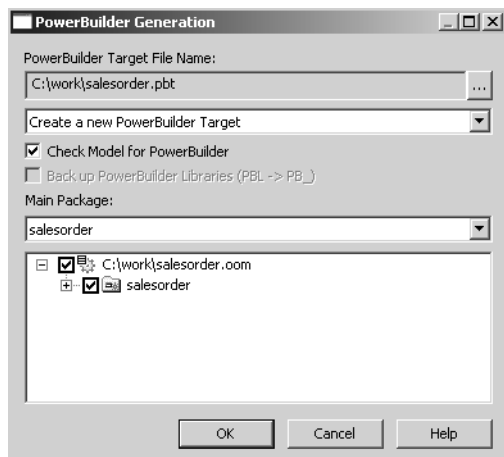 PowerBuilder Generation
PowerBuilder Target File Name:
C:\work\salesorder.pbt
...
Create a new PowerBuilder Target
Check Model for PowerBuilder
Back up PowerBuilder Libraries (PBL -> PB_)
Main Package:
salesorder
C:\work\salesorder.oom
salesorder
OK Cancel Help